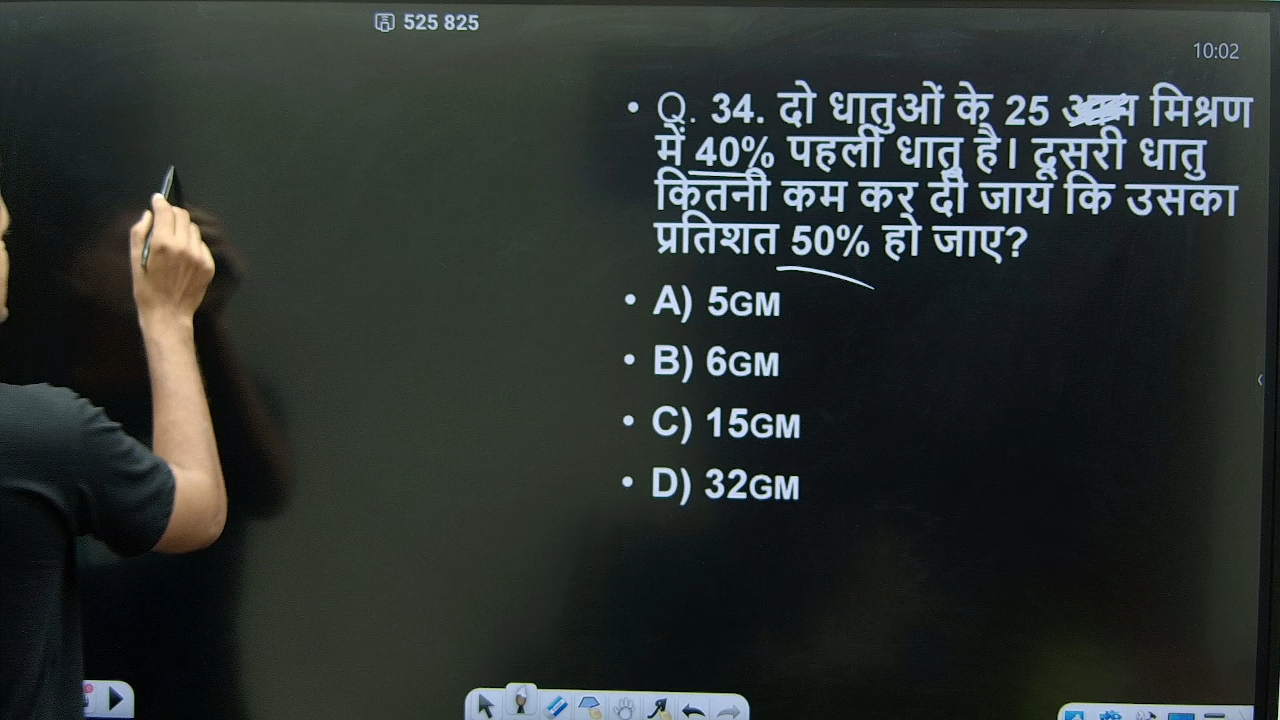 525 825
10:02
• Q. 34. दो धातुओं के 25 मिश्रण
में 40% पहली धातु है। दूसरी धातु
कितनी कम कर दी जाय कि उसका
प्रतिशत 50% हो जाए?
• A) 5GM
• B) 6GM
• C) 15GM
• D) 32GM